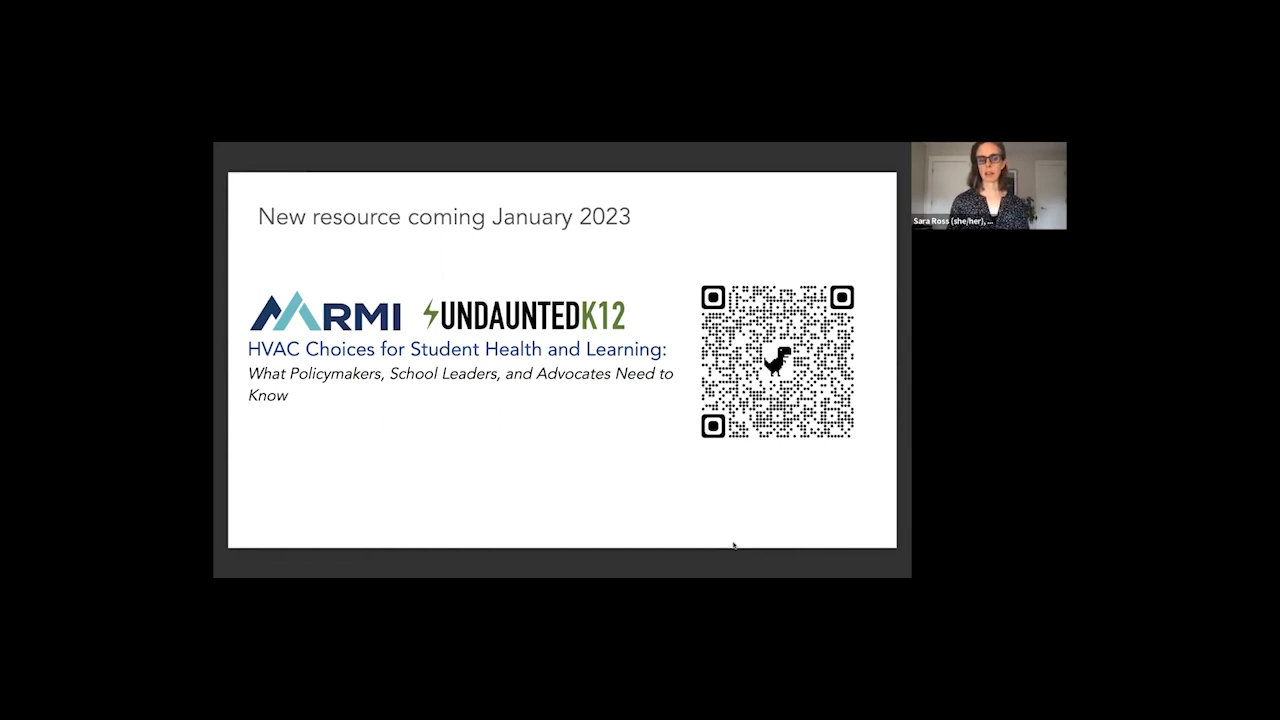 New resource coming January 2023
RMI
UNDAUNTEDK12
HVAC Choices for Student Health and Learning:
What Policymakers, School Leaders, and Advocates Need to
Know
Sara Ross (she/her), ...